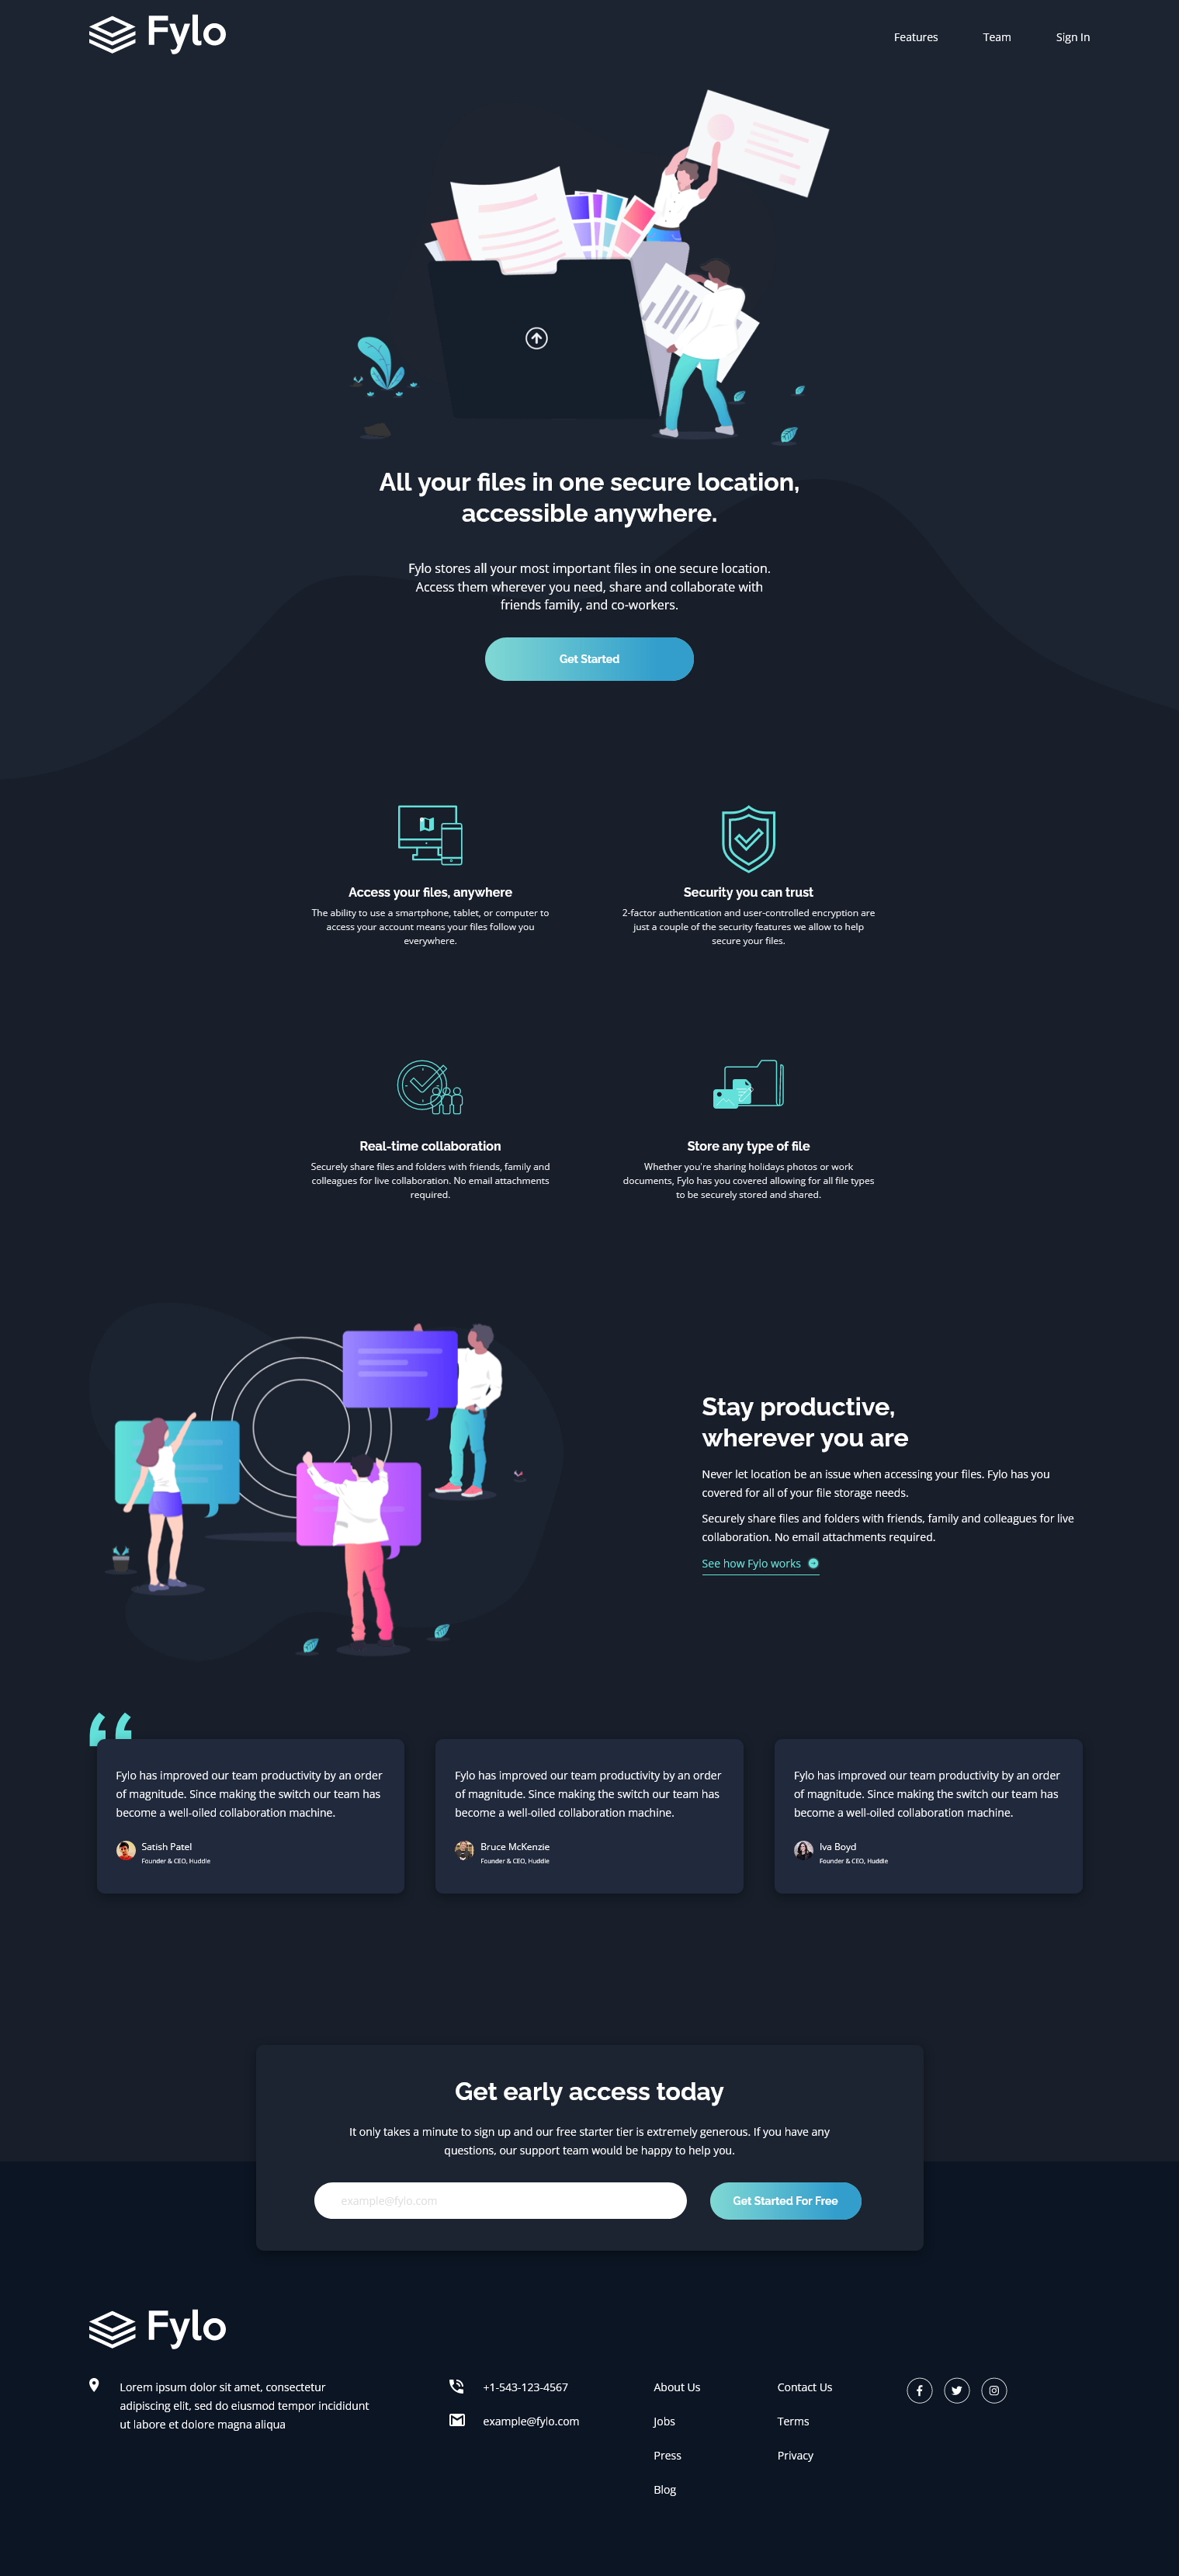 Fylo
Features
Team
Sign In
All your files in one secure location,
accessible anywhere.
Fylo stores all your most important files in one secure location.
Access them wherever you need, share and collaborate with
friends family, and co-workers.
Get Started
Access your files, anywhere
The ability to use a smartphone, tablet, or computer to
access your account means your files follow you
everywhere.
Security you can trust
2-factor authentication and user-controlled encryption are
just a couple of the security features we allow to help
secure your files.
Real-time collaboration
Securely share files and folders with friends, family and
colleagues for live collaboration. No email attachments
required.
Store any type of file
Whether you're sharing holidays photos or work
documents, Fylo has you covered allowing for all file types
to be securely stored and shared.
Stay productive,
wherever you are
Never let location be an issue when accessing your files. Fylo has you
covered for all of your file storage needs.
Securely share files and folders with friends, family and colleagues for live
collaboration. No email attachments required.
See how Fylo works
Fylo has improved our team productivity by an order
of magnitude. Since making the switch our team has
become a well-oiled collaboration machine.
Satish Patel
Founder & CEO, Huddle
Fylo has improved our team productivity by an order
of magnitude. Since making the switch our team has
become a well-oiled collaboration machine.
Bruce McKenzie
Founder & CEO, Huddle
Fylo has improved our team productivity by an order
of magnitude. Since making the switch our team has
become a well-oiled collaboration machine.
Iva Boyd
Founder & CEO, Huddle
Get early access today
It only takes a minute to sign up and our free starter tier is extremely generous. If you have any
questions, our support team would be happy to help you.
example@fylo.com
Get Started For Free
Fylo
Lorem ipsum dolor sit amet, consectetur
adipiscing elit, sed do eiusmod tempor incididunt
ut labore et dolore magna aliqua
+1-543-123-4567
example@fylo.com
About Us
Jobs
Press
Blog
Contact Us
Terms
Privacy